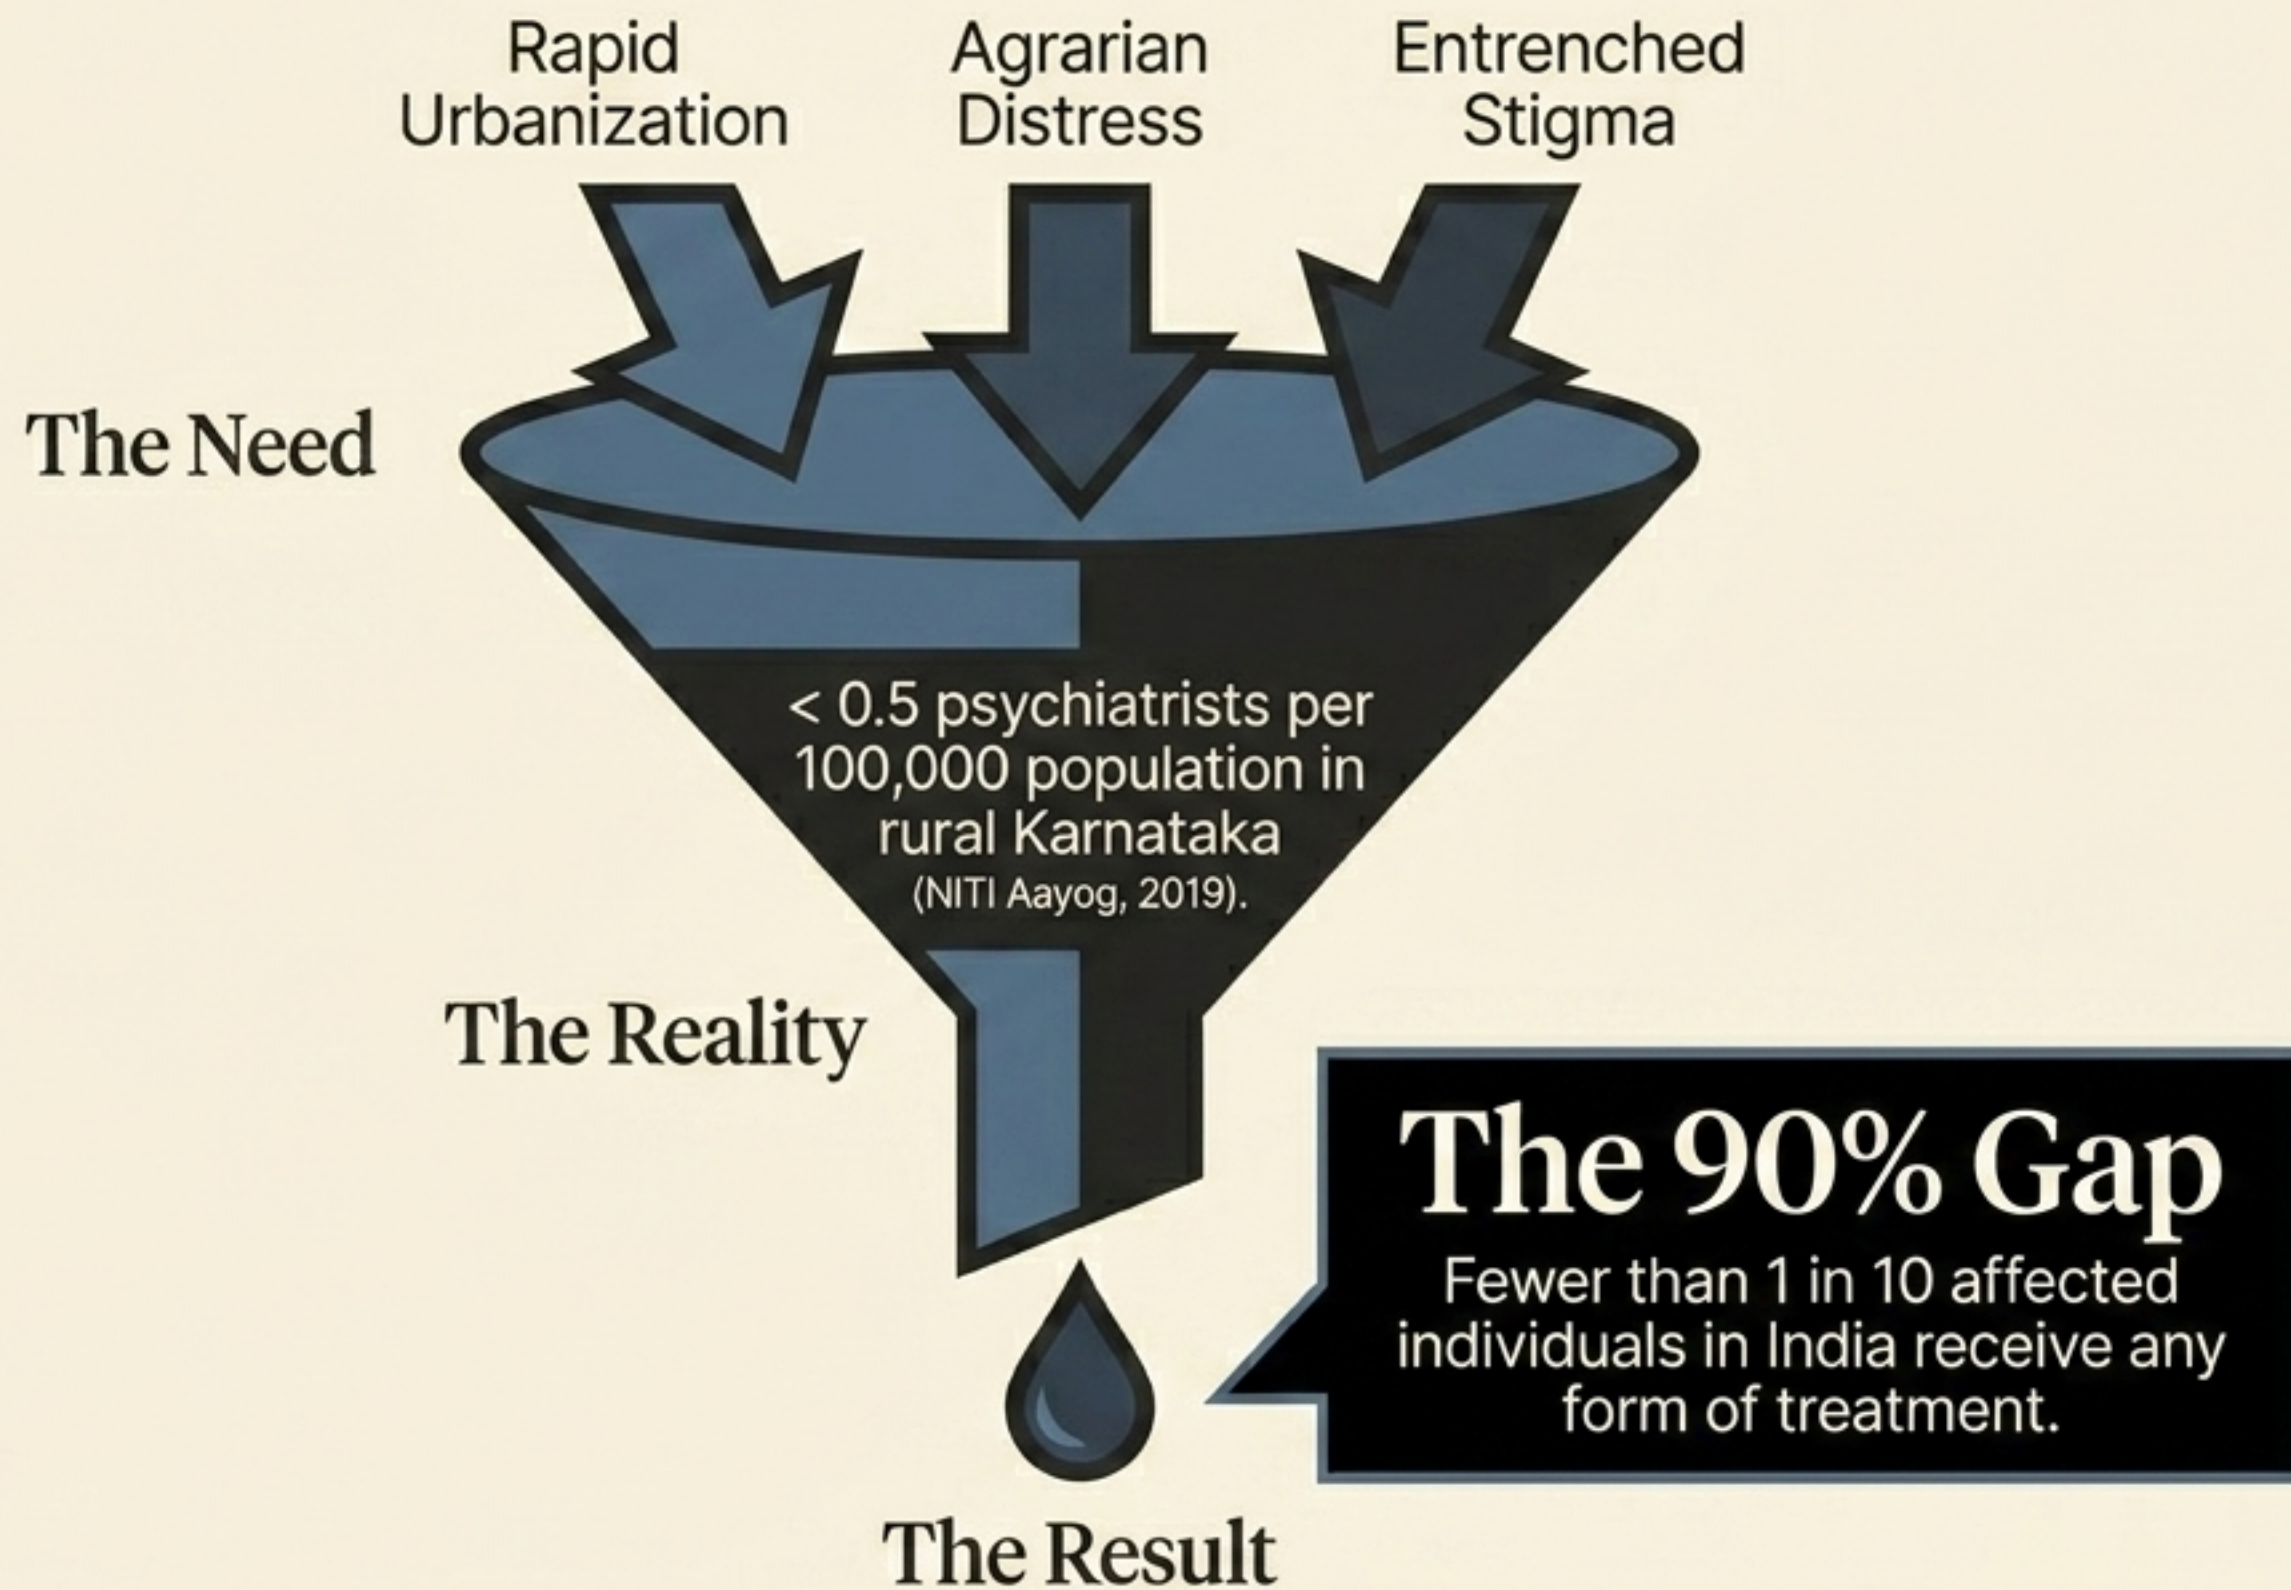 Rapid
Urbanization
Agrarian
Distress
Entrenched
Stigma
The Need
< 0.5 psychiatrists per
100,000 population in
rural Karnataka
(NITI Aayog, 2019).
The Reality
The 90% Gap
Fewer than 1 in 10 affected
individuals in India receive any
form of treatment.
The Result